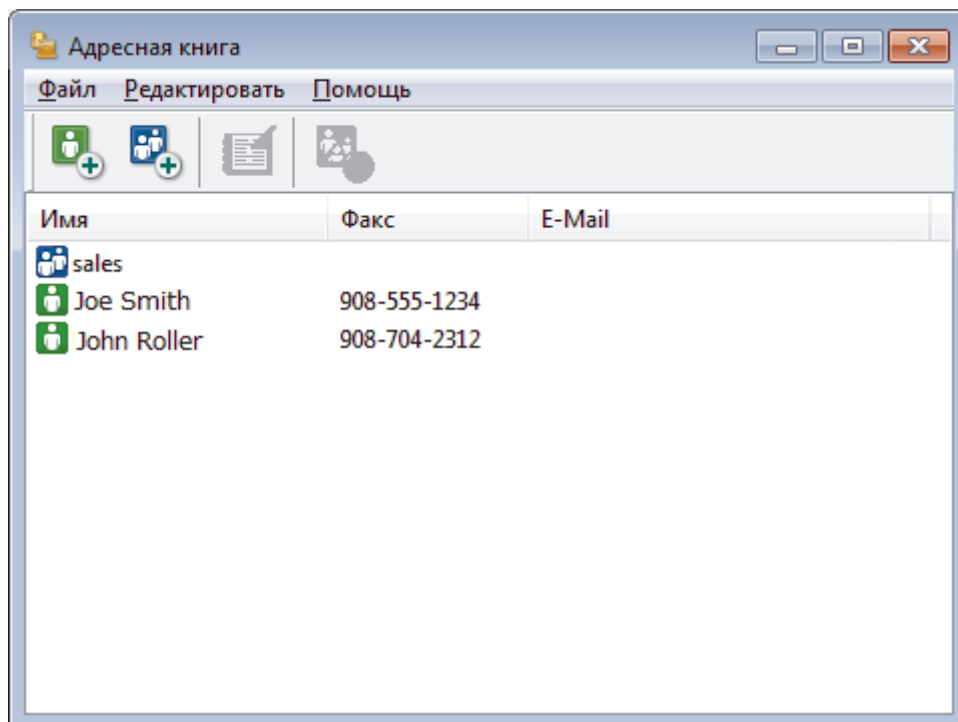 Адресная книга
Файл Редактировать Помощь
Имя Факс E-Mail
sales
Joe Smith 908-555-1234
John Roller 908-704-2312